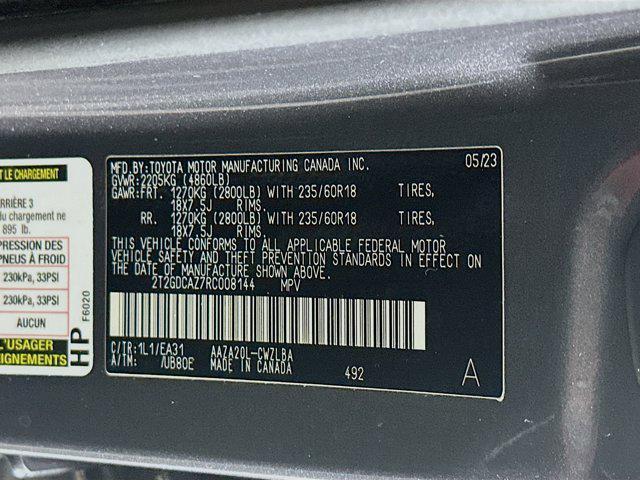 T LE CHARGEMENT
ARRIÈRE 3
du chargement ne
895 lb.
PRESSION DES
PNEUS À FROID
230kPa, 33PSI
230kPa, 33PSI
AUCUN
L'USAGER
HP
F6020
MFD.BY:TOYOTA MOTOR MANUFACTURING CANADA INC. 05/23
GVWR:2205KG (4860LB)
GAWR:FRT. 1270KG (2800LB) WITH 235/60R18 TIRES,
18X7.5J RIMS.
RR. 1270KG (2800LB) WITH 235/60R18 TIRES,
18X7.5J RIMS.
THIS VEHICLE CONFORMS TO ALL APPLICABLE FEDERAL MOTOR
VEHICLE SAFETY AND THEFT PREVENTION STANDARDS IN EFFECT ON
THE DATE OF MANUFACTURE SHOWN ABOVE.
2T2GDCAZ7RC008144 MPV
C/TR:1L1/EA31 AAZA20L-CWZLBA
A/TM: /UB80E MADE IN CANADA 492 A